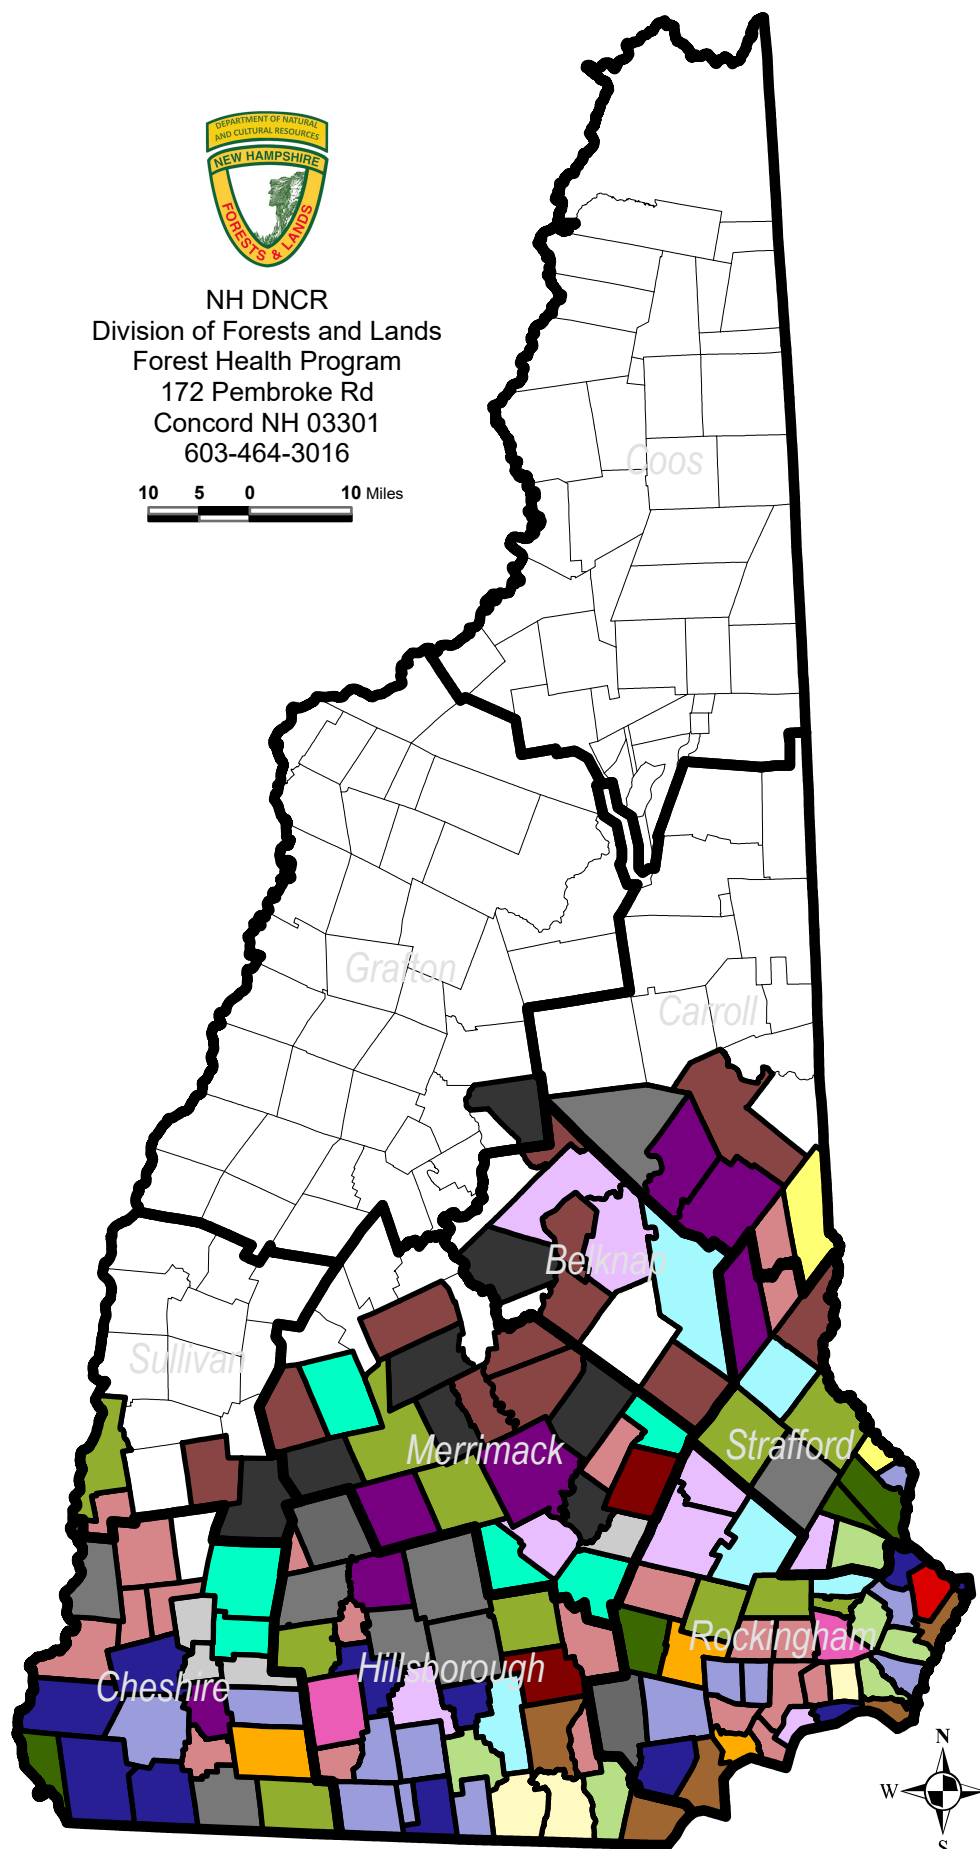 DEPARTMENT OF NATURAL
AND CULTURAL RESOURCES
NEW HAMPSHIRE
FORESTS & LANDS
NH DNCR
Division of Forests and Lands
Forest Health Program
172 Pembroke Rd
Concord NH 03301
603-464-3016
10 5 0 10 Miles
Coos
Grafton
Carroll
Belknap
Sullivan
Merrimack
Strafford
Rockingham
Hillsborough
Cheshire
N
W
S